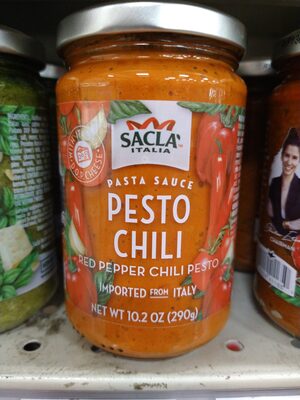 SACLA'
ITALIA
PASTA SAUCE
PESTO
CHILI
RED PEPPER CHILI PESTO
IMPORTED FROM ITALY
NET WT 10.2 OZ (290g)